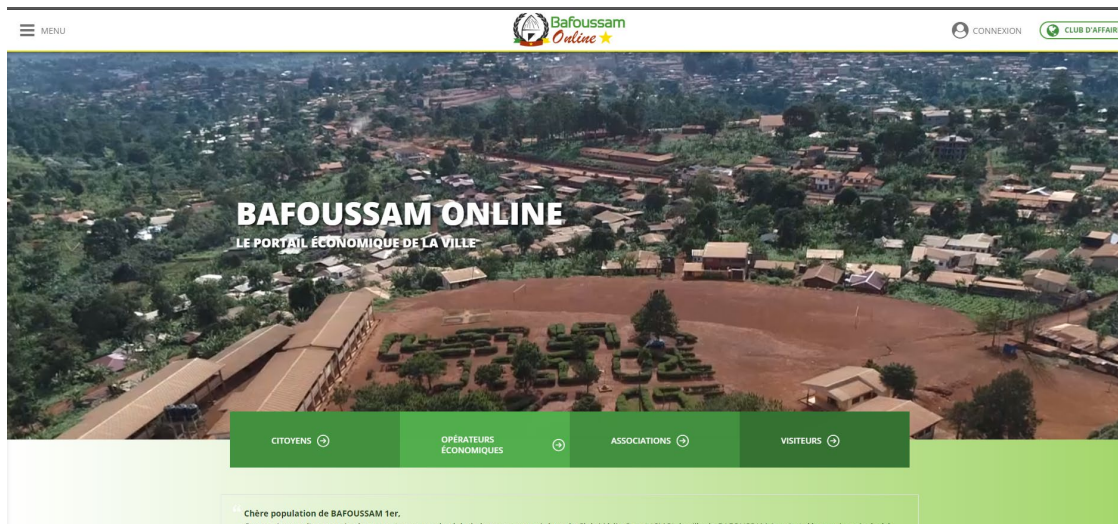 MENU
Bafoussam
Online
CONNEXION
CLUB D'AFFAIR
BAFOUSSAM ONLINE
LE PORTAIL ÉCONOMIQUE DE LA VILLE
CITOYENS
OPÉRATEURS
ÉCONOMIQUES
ASSOCIATIONS
VISITEURS
Chère population de BAFOUSSAM 1er,